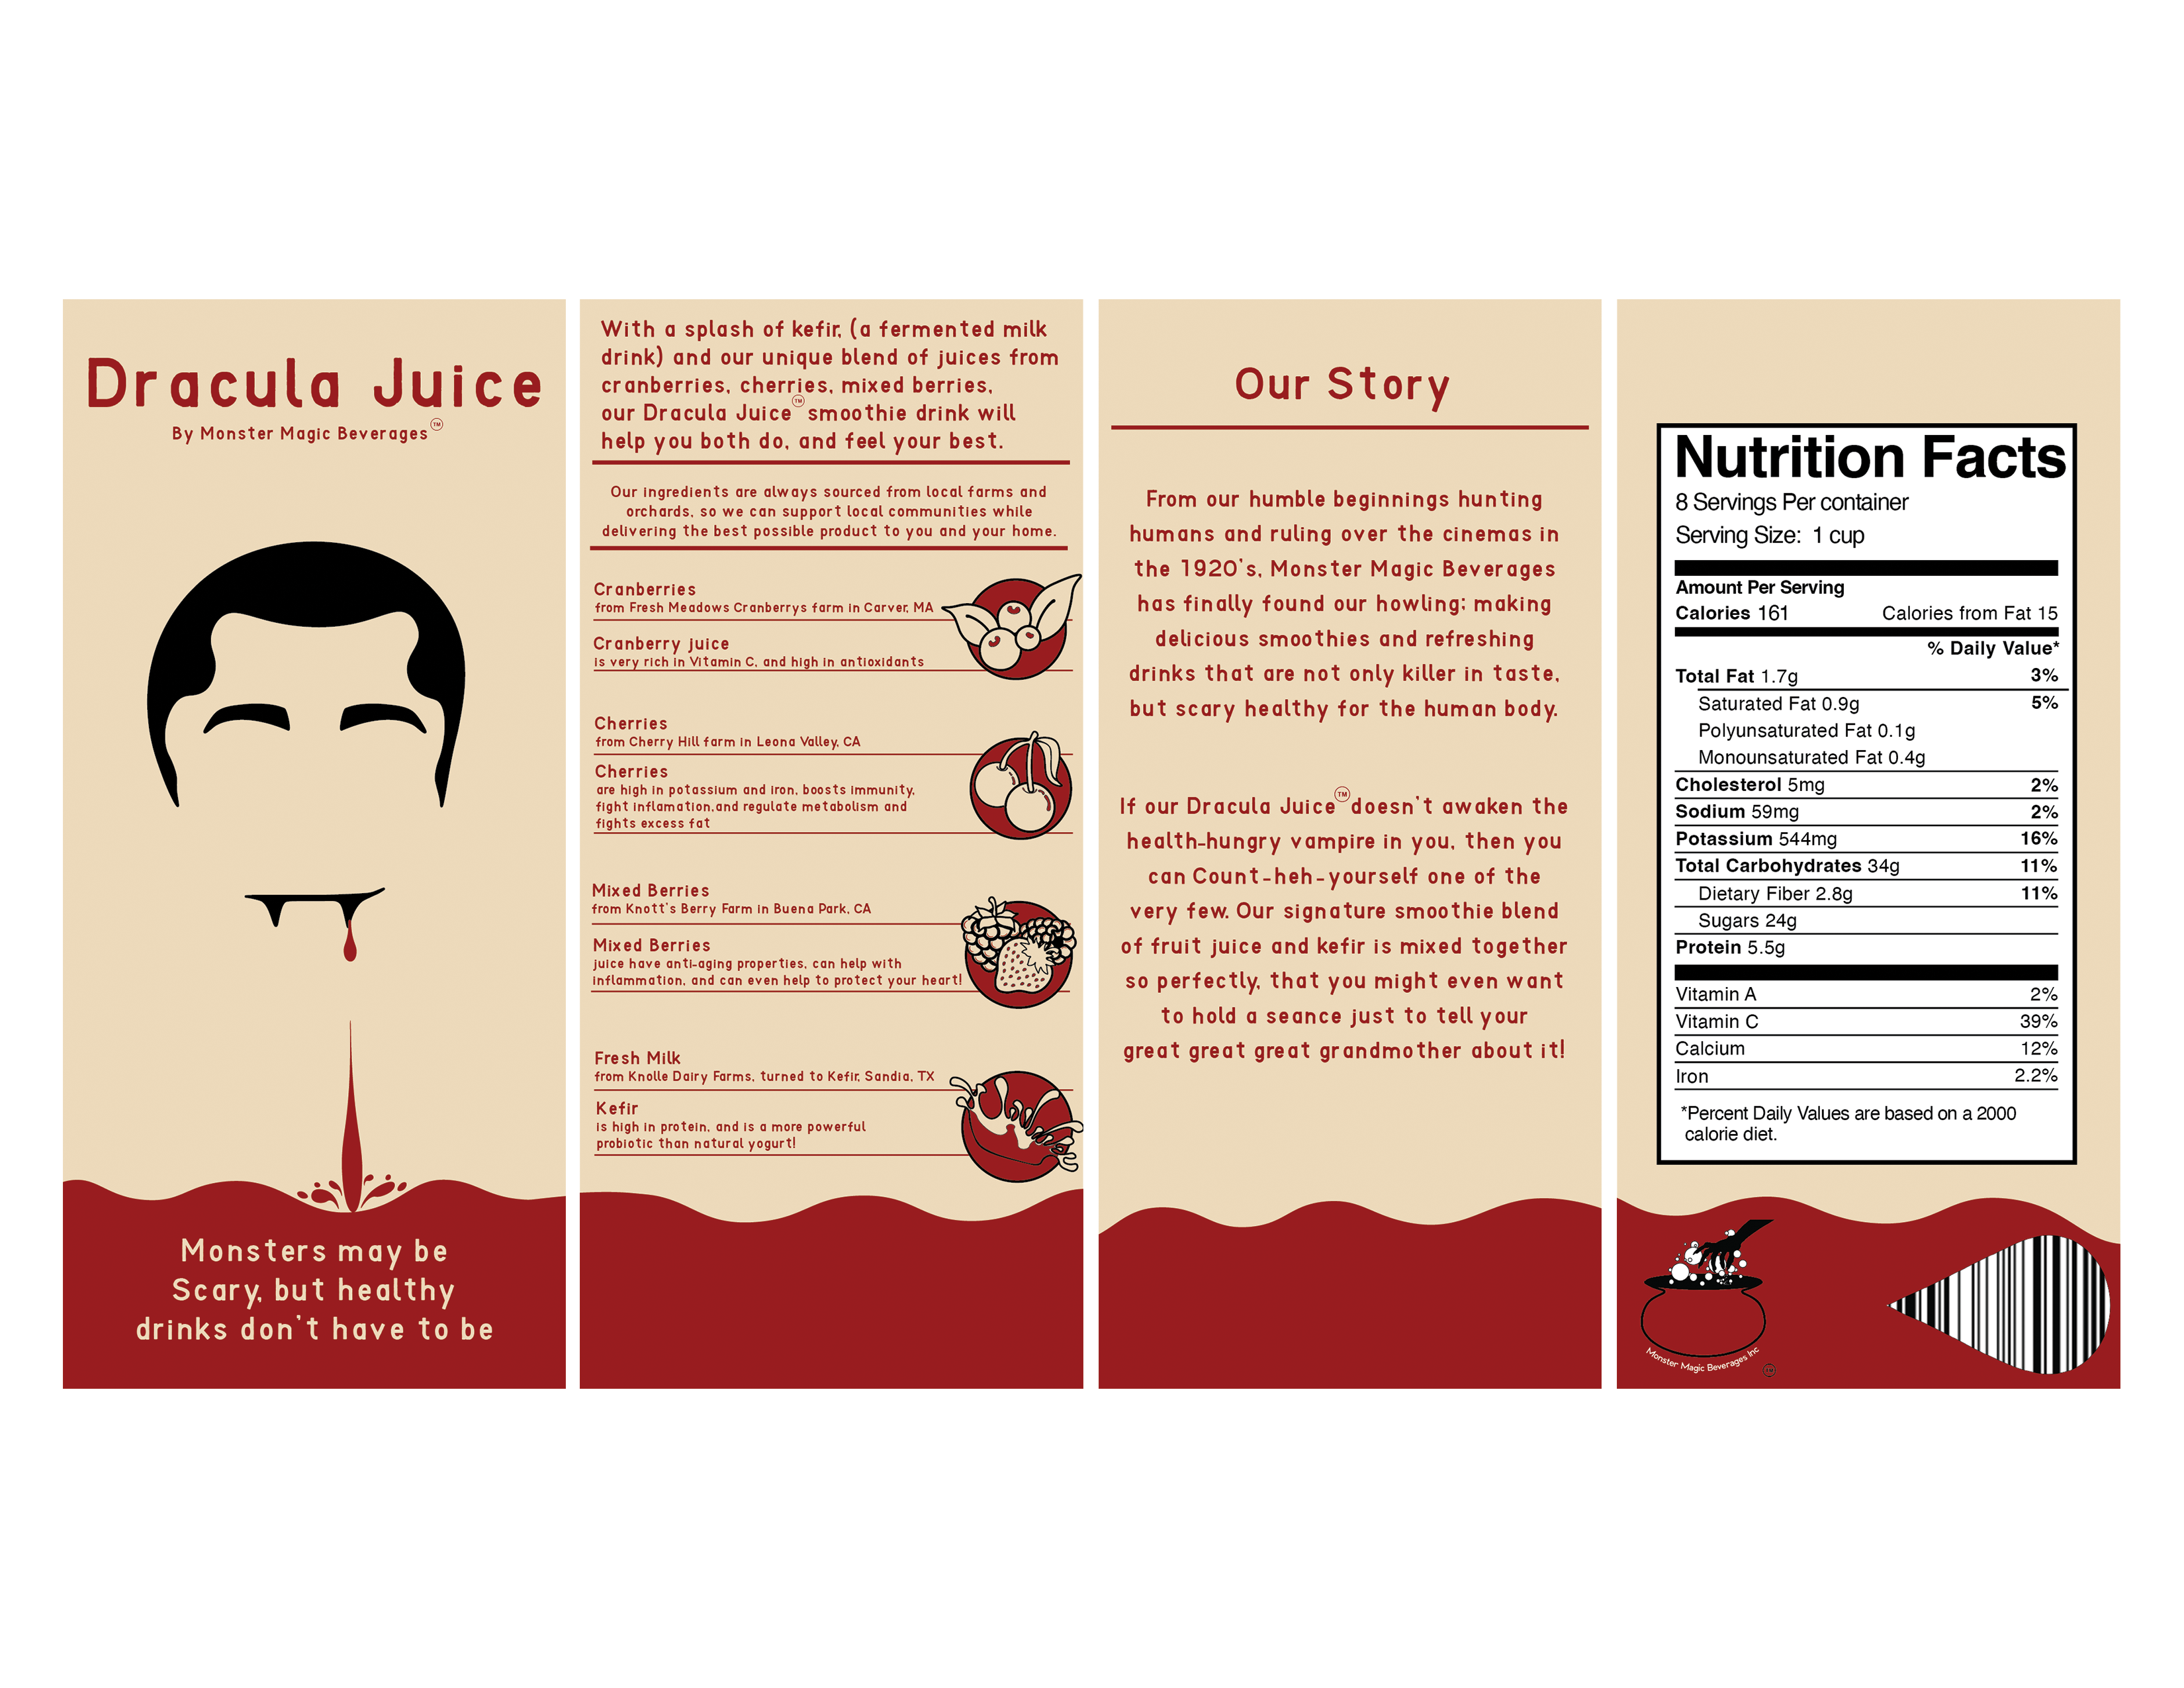 Dracula Juice
By Monster Magic Beverages™
Monsters may be
Scary, but healthy
drinks don't have to be
With a splash of kefir, (a fermented milk
drink) and our unique blend of juices from
cranberries, cherries, mixed berries,
our Dracula Juice™ smoothie drink will
help you both do, and feel your best.
Our ingredients are always sourced from local farms and
orchards, so we can support local communities while
delivering the best possible product to you and your home.
Cranberries
from Fresh Meadows Cranberrys farm in Carver, MA
Cranberry juice
is very rich in Vitamin C, and high in antioxidants
Cherries
from Cherry Hill farm in Leona Valley, CA
Cherries
are high in potassium and iron, boosts immunity,
fight inflamation,and regulate metabolism and
fights excess fat
Mixed Berries
from Knott's Berry Farm in Buena Park, CA
Mixed Berries
juice have anti-aging properties, can help with
inflammation, and can even help to protect your heart!
Fresh Milk
from Knolle Dairy Farms, turned to Kefir, Sandia, TX
Kefir
is high in protein, and is a more powerful
probiotic than natural yogurt!
Our Story
From our humble beginnings hunting
humans and ruling over the cinemas in
the 1920's, Monster Magic Beverages
has finally found our howling; making
delicious smoothies and refreshing
drinks that are not only killer in taste,
but scary healthy for the human body.
If our Dracula Juice™ doesn't awaken the
health-hungry vampire in you, then you
can Count-heh-yourself one of the
very few. Our signature smoothie blend
of fruit juice and kefir is mixed together
so perfectly, that you might even want
to hold a seance just to tell your
great great great grandmother about it!
Nutrition Facts
8 Servings Per container
Serving Size: 1 cup
Amount Per Serving
Calories 161 Calories from Fat 15
% Daily Value*
Total Fat 1.7g 3%
Saturated Fat 0.9g 5%
Polyunsaturated Fat 0.1g
Monounsaturated Fat 0.4g
Cholesterol 5mg 2%
Sodium 59mg 2%
Potassium 544mg 16%
Total Carbohydrates 34g 11%
Dietary Fiber 2.8g 11%
Sugars 24g
Protein 5.5g
Vitamin A 2%
Vitamin C 39%
Calcium 12%
Iron 2.2%
*Percent Daily Values are based on a 2000
calorie diet.
Monster Magic Beverages Inc ™